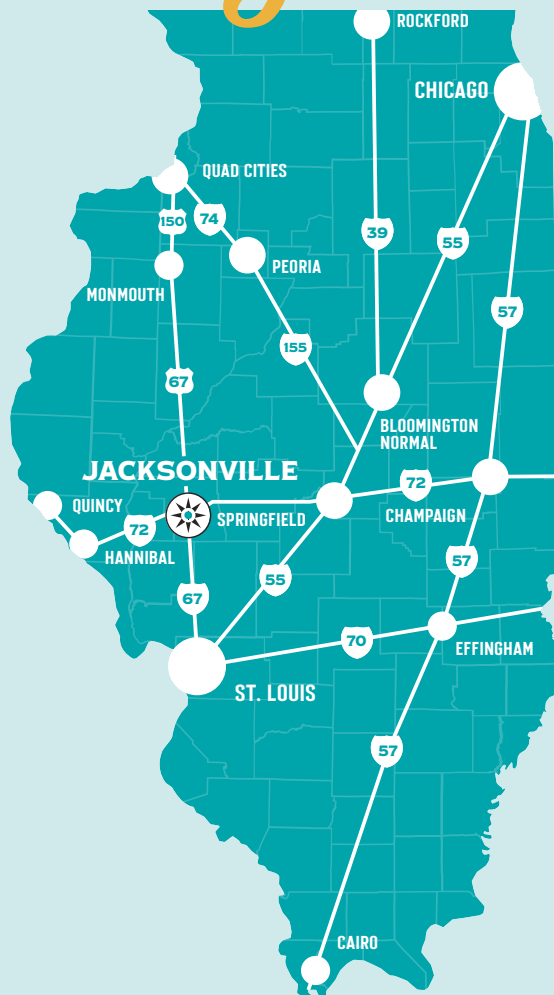 ROCKFORD
CHICAGO
QUAD CITIES
150
74
39
55
PEORIA
MONMOUTH
57
155
67
BLOOMINGTON
NORMAL
JACKSONVILLE
72
QUINCY
SPRINGFIELD
CHAMPAIGN
72
HANNIBAL
57
55
67
70
EFFINGHAM
ST. LOUIS
57
CAIRO